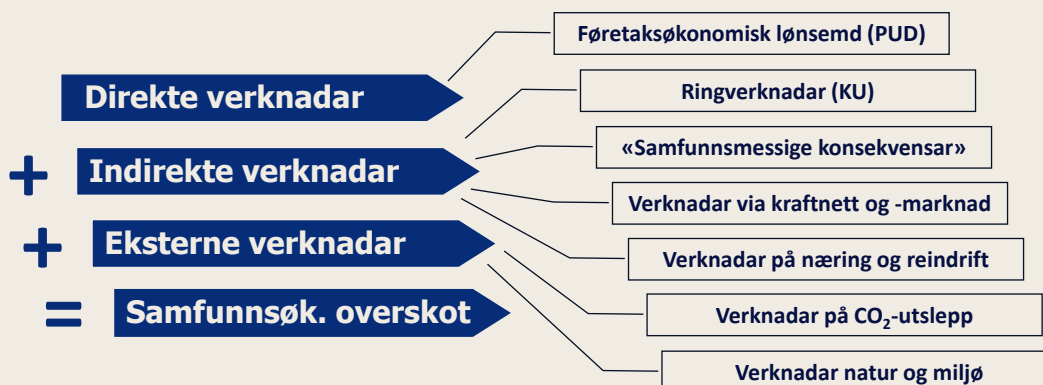 Føretaksøkonomisk lønsemd (PUD)
Direkte verknadar
Ringverknadar (KU)
«Samfunnsmessige konsekvensar»
+ Indirekte verknadar
Verknadar via kraftnett og -marknad
+ Eksterne verknadar
Verknadar på næring og reindrift
= Samfunnsøk. overskot
Verknadar på CO₂-utslepp
Verknadar natur og miljø